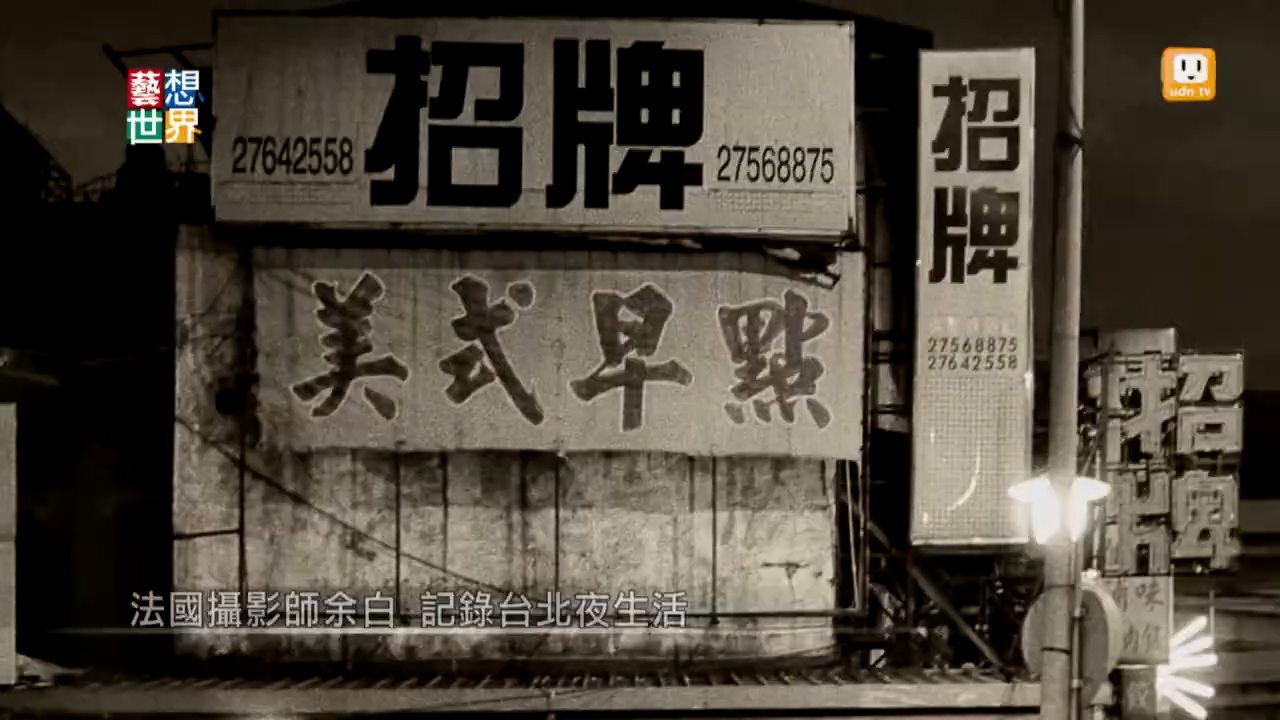 藝想
世界
udn tv
招牌
27642558
27568875
招牌
27568875
27642558
美式早點
法國攝影師余白 記錄台北夜生活